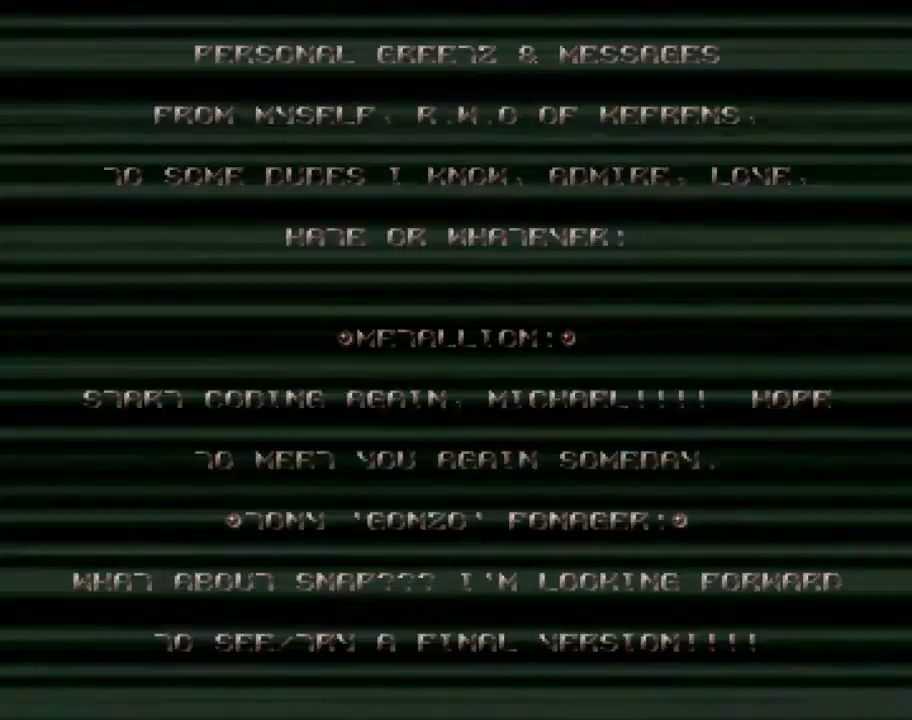 PERSONAL GREETZ & MESSAGES
FROM MYSELF, R.W.O OF KEFRENS,
TO SOME DUDES I KNOW, ADMIRE, LOVE,
HATE OR WHATEVER:
METALLION:
START CODING AGAIN, MICHAEL!!!! HOPE
TO MEET YOU AGAIN SOMEDAY.
TONY 'GONZO' FONAGER:
WHAT ABOUT SNAP??? I'M LOOKING FORWARD
TO SEE/TRY A FINAL VERSION!!!!